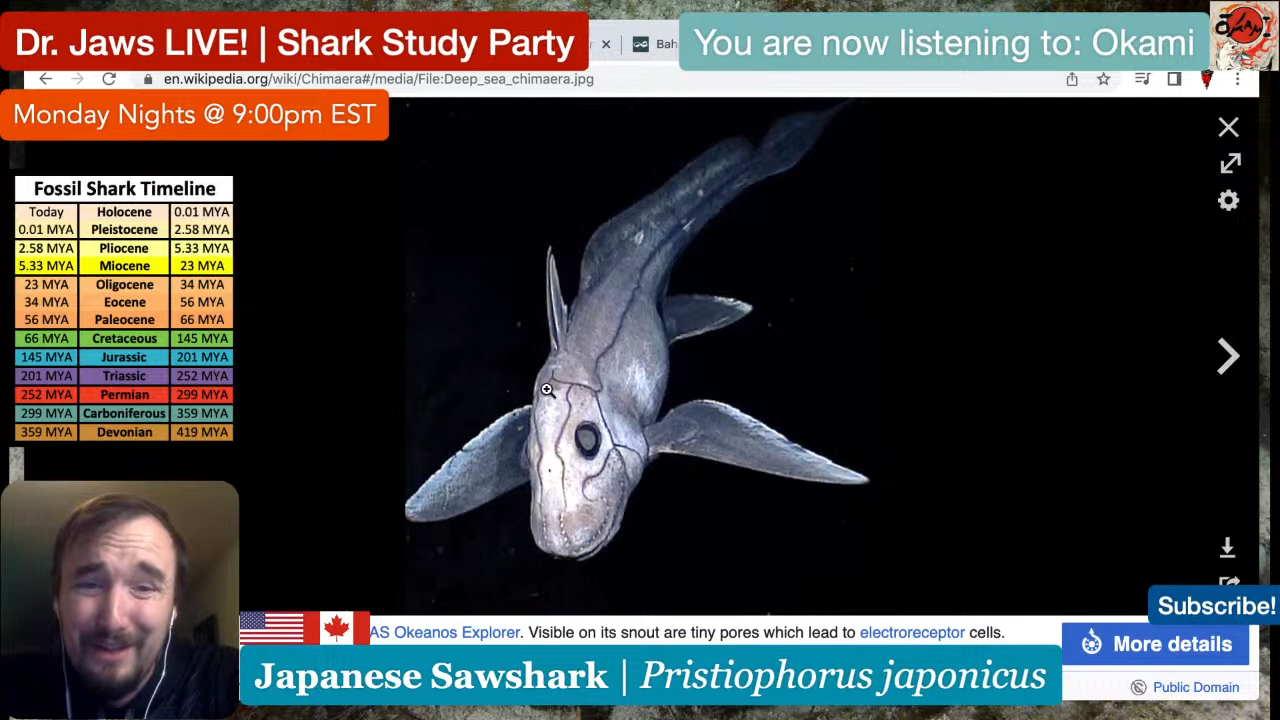 Dr. Jaws LIVE! | Shark Study Party
You are now listening to: Okami
Bah
en.wikipedia.org/wiki/Chimaera#/media/File:Deep_sea_chimaera.jpg
Monday Nights @ 9:00pm EST
Fossil Shark Timeline
Today Holocene 0.01 MYA
0.01 MYA Pleistocene 2.58 MYA
2.58 MYA Pliocene 5.33 MYA
5.33 MYA Miocene 23 MYA
23 MYA Oligocene 34 MYA
34 MYA Eocene 56 MYA
56 MYA Paleocene 66 MYA
66 MYA Cretaceous 145 MYA
145 MYA Jurassic 201 MYA
201 MYA Triassic 252 MYA
252 MYA Permian 299 MYA
299 MYA Carboniferous 359 MYA
359 MYA Devonian 419 MYA
Subscribe!
AS Okeanos Explorer. Visible on its snout are tiny pores which lead to electroreceptor cells.
More details
Japanese Sawshark | Pristiophorus japonicus
Public Domain